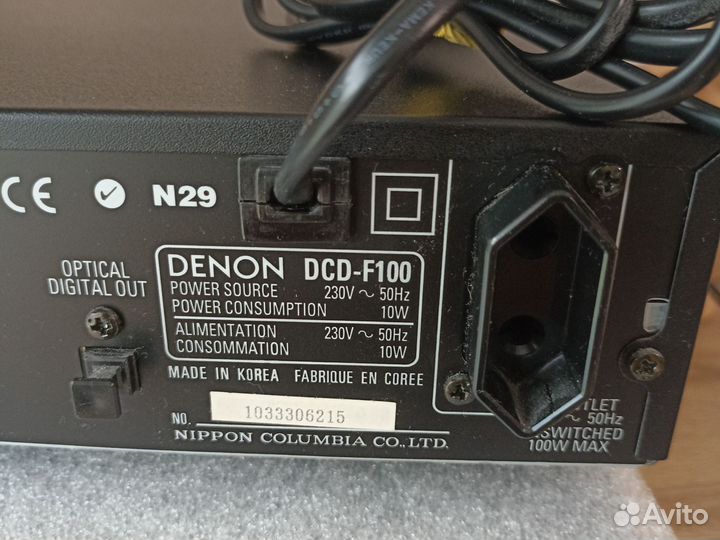 CE N29
OPTICAL
DIGITAL OUT
DENON DCD-F100
POWER SOURCE 230V ~ 50Hz
POWER CONSUMPTION 10W
ALIMENTATION 230V ~ 50Hz
CONSOMMATION 10W
MADE IN KOREA FABRIQUE EN COREE
NO. 1033306215
NIPPON COLUMBIA CO.,LTD.
~ 50Hz
100W MAX
Avito